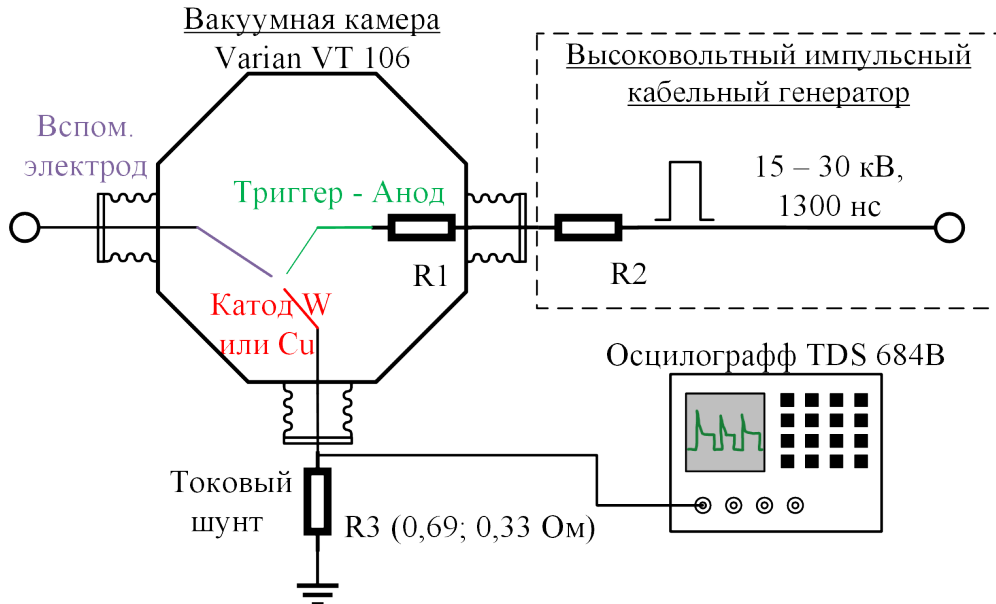 Вакуумная камера
Varian VT 106
Высоковольтный импульсный
кабельный генератор
Вспом.
электрод
15 – 30 кВ,
1300 нс
Триггер - Анод
R1
R2
Катод W
или Cu
Осцилографф TDS 684B
Токовый
шунт
R3 (0,69; 0,33 Ом)